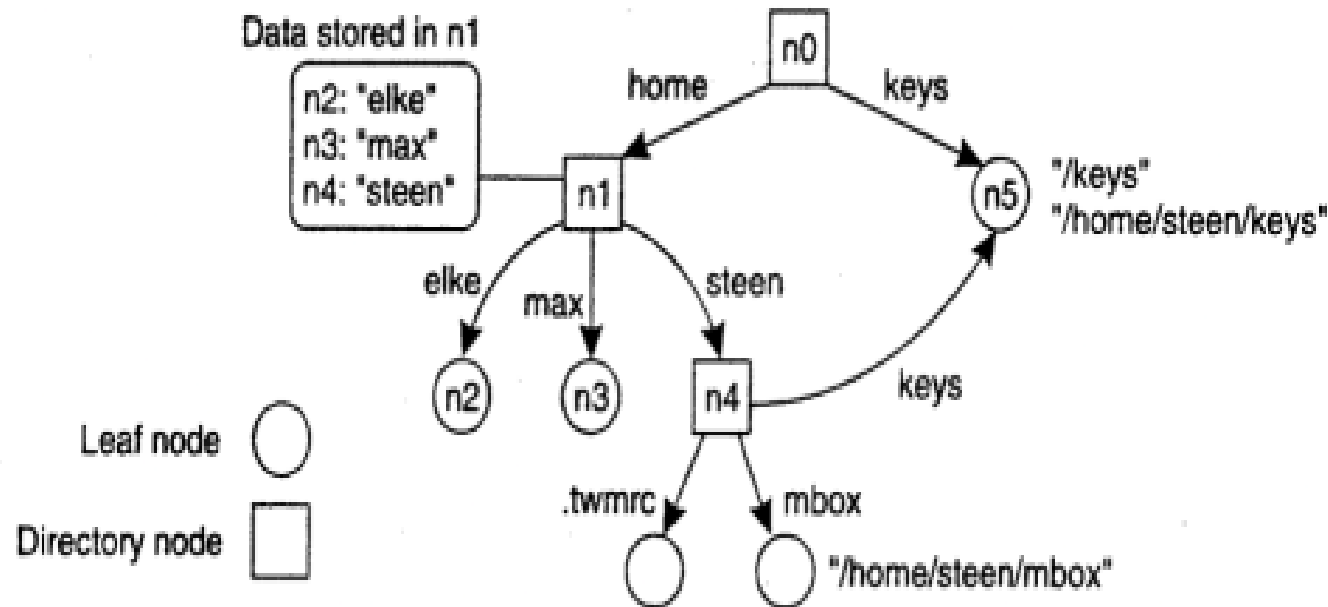 Data stored in n1
n2: "elke"
n3: "max"
n4: "steen"
n0
home
keys
n1
n5
"/keys"
"/home/steen/keys"
elke
max
steen
n2
n3
n4
keys
Leaf node
.twmrc
mbox
Directory node
"/home/steen/mbox"